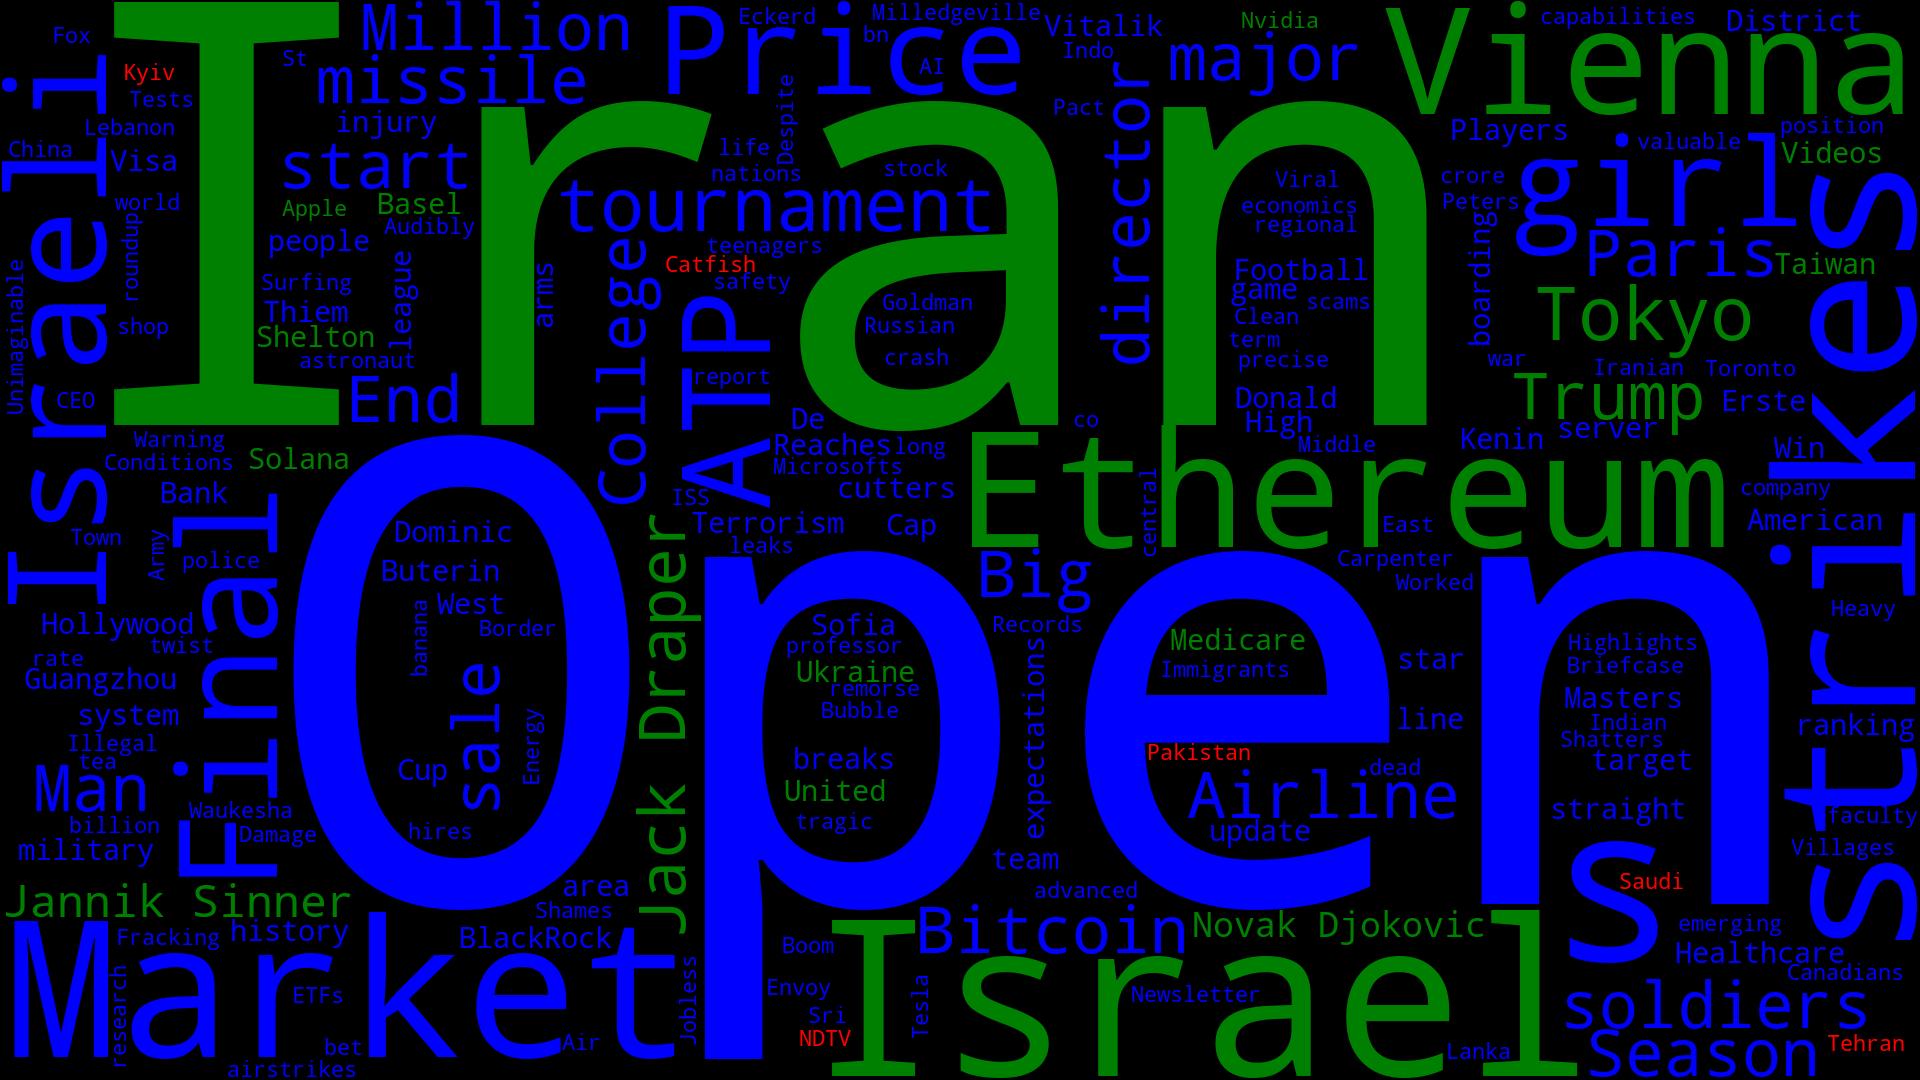 Iran
Open
Israel
Ethereum
Vienna
Market
Israeli
strikes
s
Price
Final
ATP
girl
Tokyo
Trump
Paris
Million
missile
start
tournament
major
director
College
End
Jack Draper
Big
sale
Man
Airline
Bitcoin
Novak Djokovic
Jannik Sinner
soldiers
Season
Fox
Kyiv
St
Tests
Lebanon
China
Visa
world
roundup
Unimaginable
shop
CEO
injury
Apple
Basel
Audibly
people
Surfing
Thiem
league
Shelton
astronaut
Eckerd
bn
Milledgeville
AI
Despite
life
nations
stock
teenagers
Catfish
safety
arms
Goldman
Russian
crash
report
Vitalik
Indo
Pact
Nvidia
capabilities
District
Players
valuable
position
Videos
crore
Peters
boarding
Taiwan
Viral
economics
regional
Football
game
scams
Clean
term
precise
Donald
High
Middle
war
Iranian
Toronto
Erste
Kenin
server
Win
company
American
Warning
Conditions
Solana
Bank
Town
Army
police
De
Reaches
long
Microsofts
cutters
co
ISS
Terrorism
Cap
leaks
central
East
Carpenter
Worked
Heavy
Dominic
Buterin
West
banana
Border
Energy
Cup
hires
Hollywood
twist
rate
Guangzhou
system
Illegal
tea
billion
military
Waukesha
Damage
Sofia
professor
Ukraine
remorse
Bubble
breaks
United
tragic
Records
expectations
team
advanced
Medicare
Immigrants
star
line
Pakistan
dead
update
Highlights
Briefcase
Masters
Indian
Shatters
target
straight
ranking
faculty
Villages
Saudi
emerging
Healthcare
Canadians
area
Shames
BlackRock
Fracking
history
research
ETFs
bet
airstrikes
Air
Jobless
Boom
Envoy
Sri
NDTV
Tesla
Newsletter
Lanka
Tehran